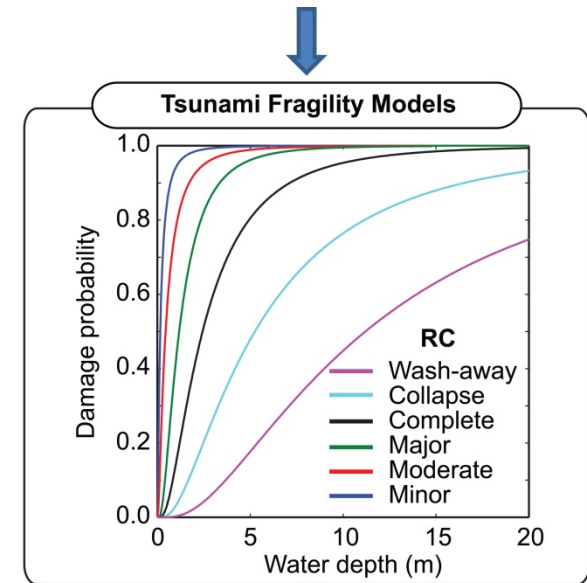 Tsunami Fragility Models
1.0
0.8
0.6
0.4
0.2
0.0
Damage probability
RC
Wash-away
Collapse
Complete
Major
Moderate
Minor
0 5 10 15 20
Water depth (m)